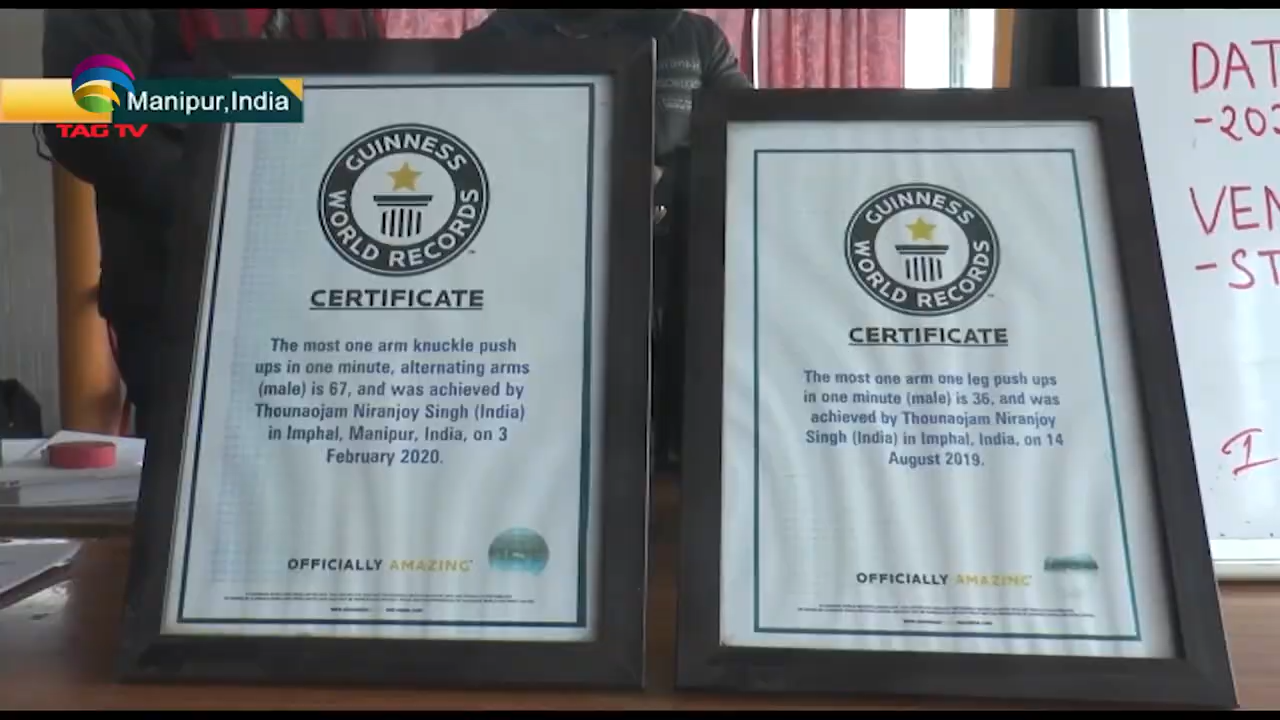 Manipur,India
TAG TV
GUINNESS
WORLD RECORDS
CERTIFICATE
The most one arm knuckle push
ups in one minute, alternating arms
(male) is 67, and was achieved by
Thounaojam Niranjoy Singh (India)
in Imphal, Manipur, India, on 3
February 2020.
OFFICIALLY AMAZING
GUINNESS
WORLD RECORDS
CERTIFICATE
The most one arm one leg push ups
in one minute (male) is 36, and was
achieved by Thounaojam Niranjoy
Singh (India) in Imphal, India, on 14
August 2019.
OFFICIALLY AMAZING
DAT
-202
VEN
-ST
I